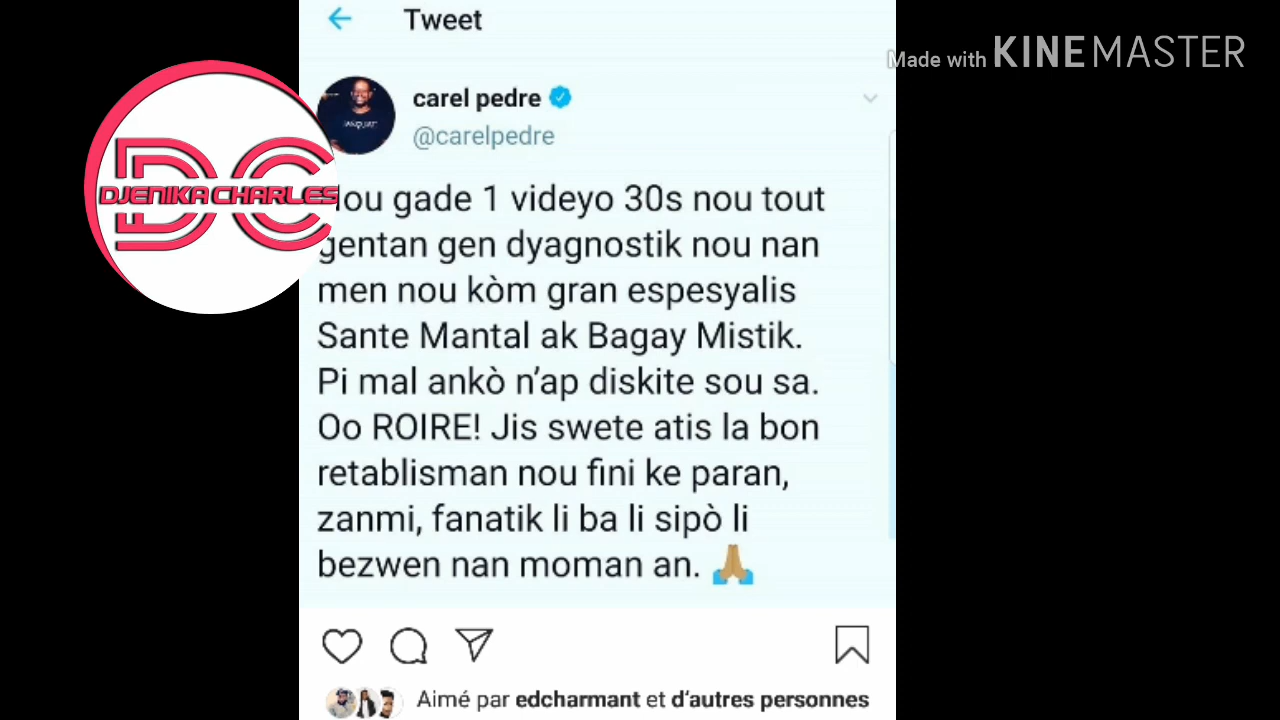 Tweet
Made with KINEMASTER
carel pedre
@carelpedre
DC
DJENIKA CHARLES
gade 1 videyo 30s nou tout
gentan gen dyagnostik nou nan
men nou kòm gran espesyalis
Sante Mantal ak Bagay Mistik.
Pi mal ankò n'ap diskite sou sa.
Oo ROIRE! Jis swete atis la bon
retablisman nou fini ke paran,
zanmi, fanatik li ba li sipò li
bezwen nan moman an. 🙏🏽
Aimé par edcharmant et d'autres personnes